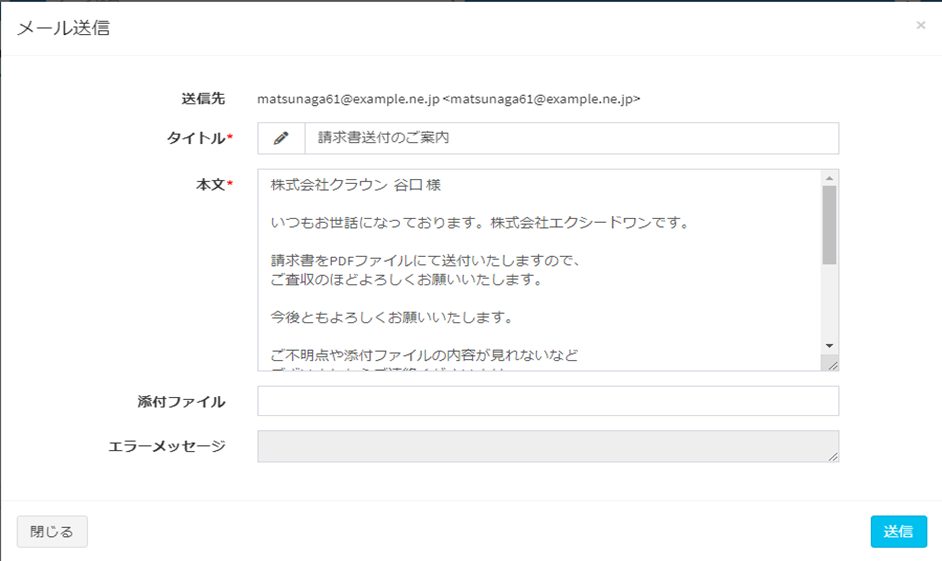 メール送信
×
送信先 matsunaga61@example.ne.jp <matsunaga61@example.ne.jp>
タイトル* 請求書送付のご案内
本文* 株式会社クラウン 谷口 様
いつもお世話になっております。株式会社エクシードワンです。
請求書をPDFファイルにて送付いたしますので、
ご査収のほどよろしくお願いいたします。
今後ともよろしくお願いいたします。
ご不明点や添付ファイルの内容が見れないなど
添付ファイル
エラーメッセージ
閉じる 送信